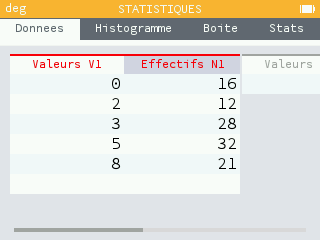 deg STATISTIQUES
Donnees Histogramme Boite Stats
Valeurs V1 Effectifs N1 Valeurs
0 16
2 12
3 28
5 32
8 21